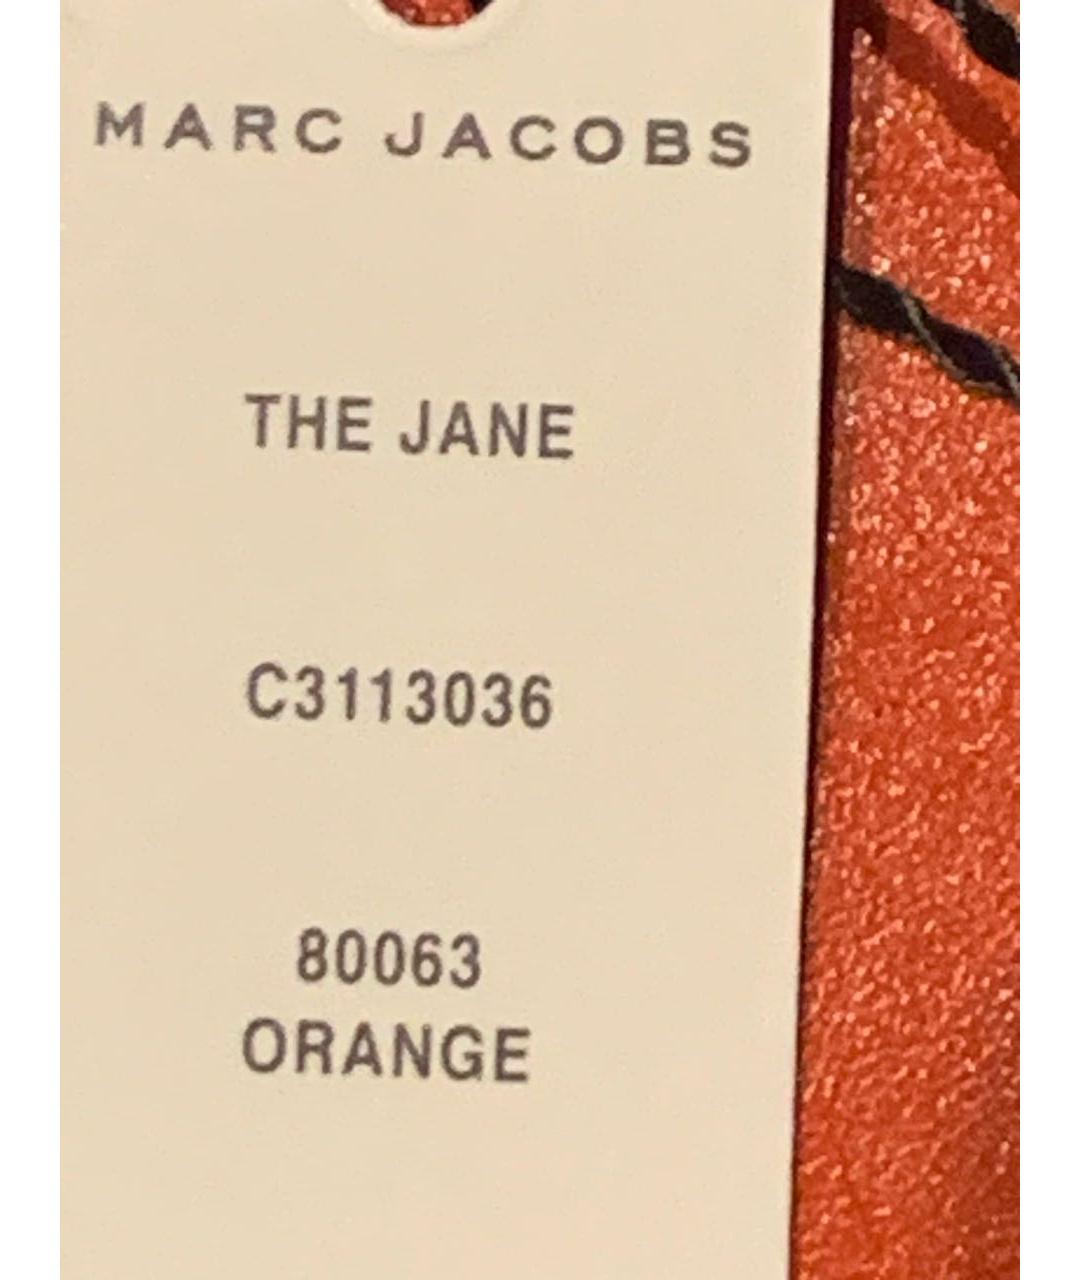 MARC JACOBS
THE JANE
C3113036
80063
ORANGE